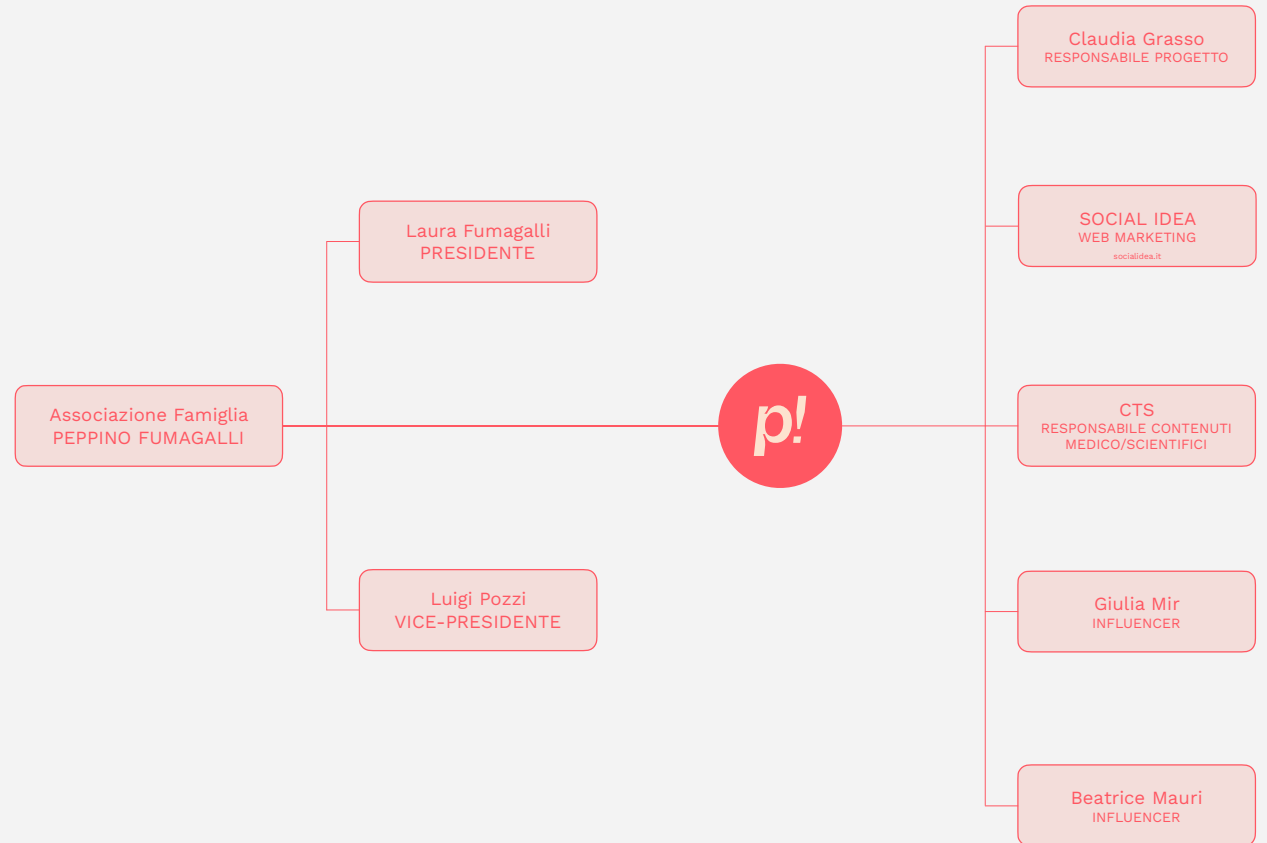 Claudia Grasso
RESPONSABILE PROGETTO
SOCIAL IDEA
WEB MARKETING
socialidea.it
Laura Fumagalli
PRESIDENTE
Associazione Famiglia
PEPPINO FUMAGALLI
p!
CTS
RESPONSABILE CONTENUTI
MEDICO/SCIENTIFICI
Luigi Pozzi
VICE-PRESIDENTE
Giulia Mir
INFLUENCER
Beatrice Mauri
INFLUENCER